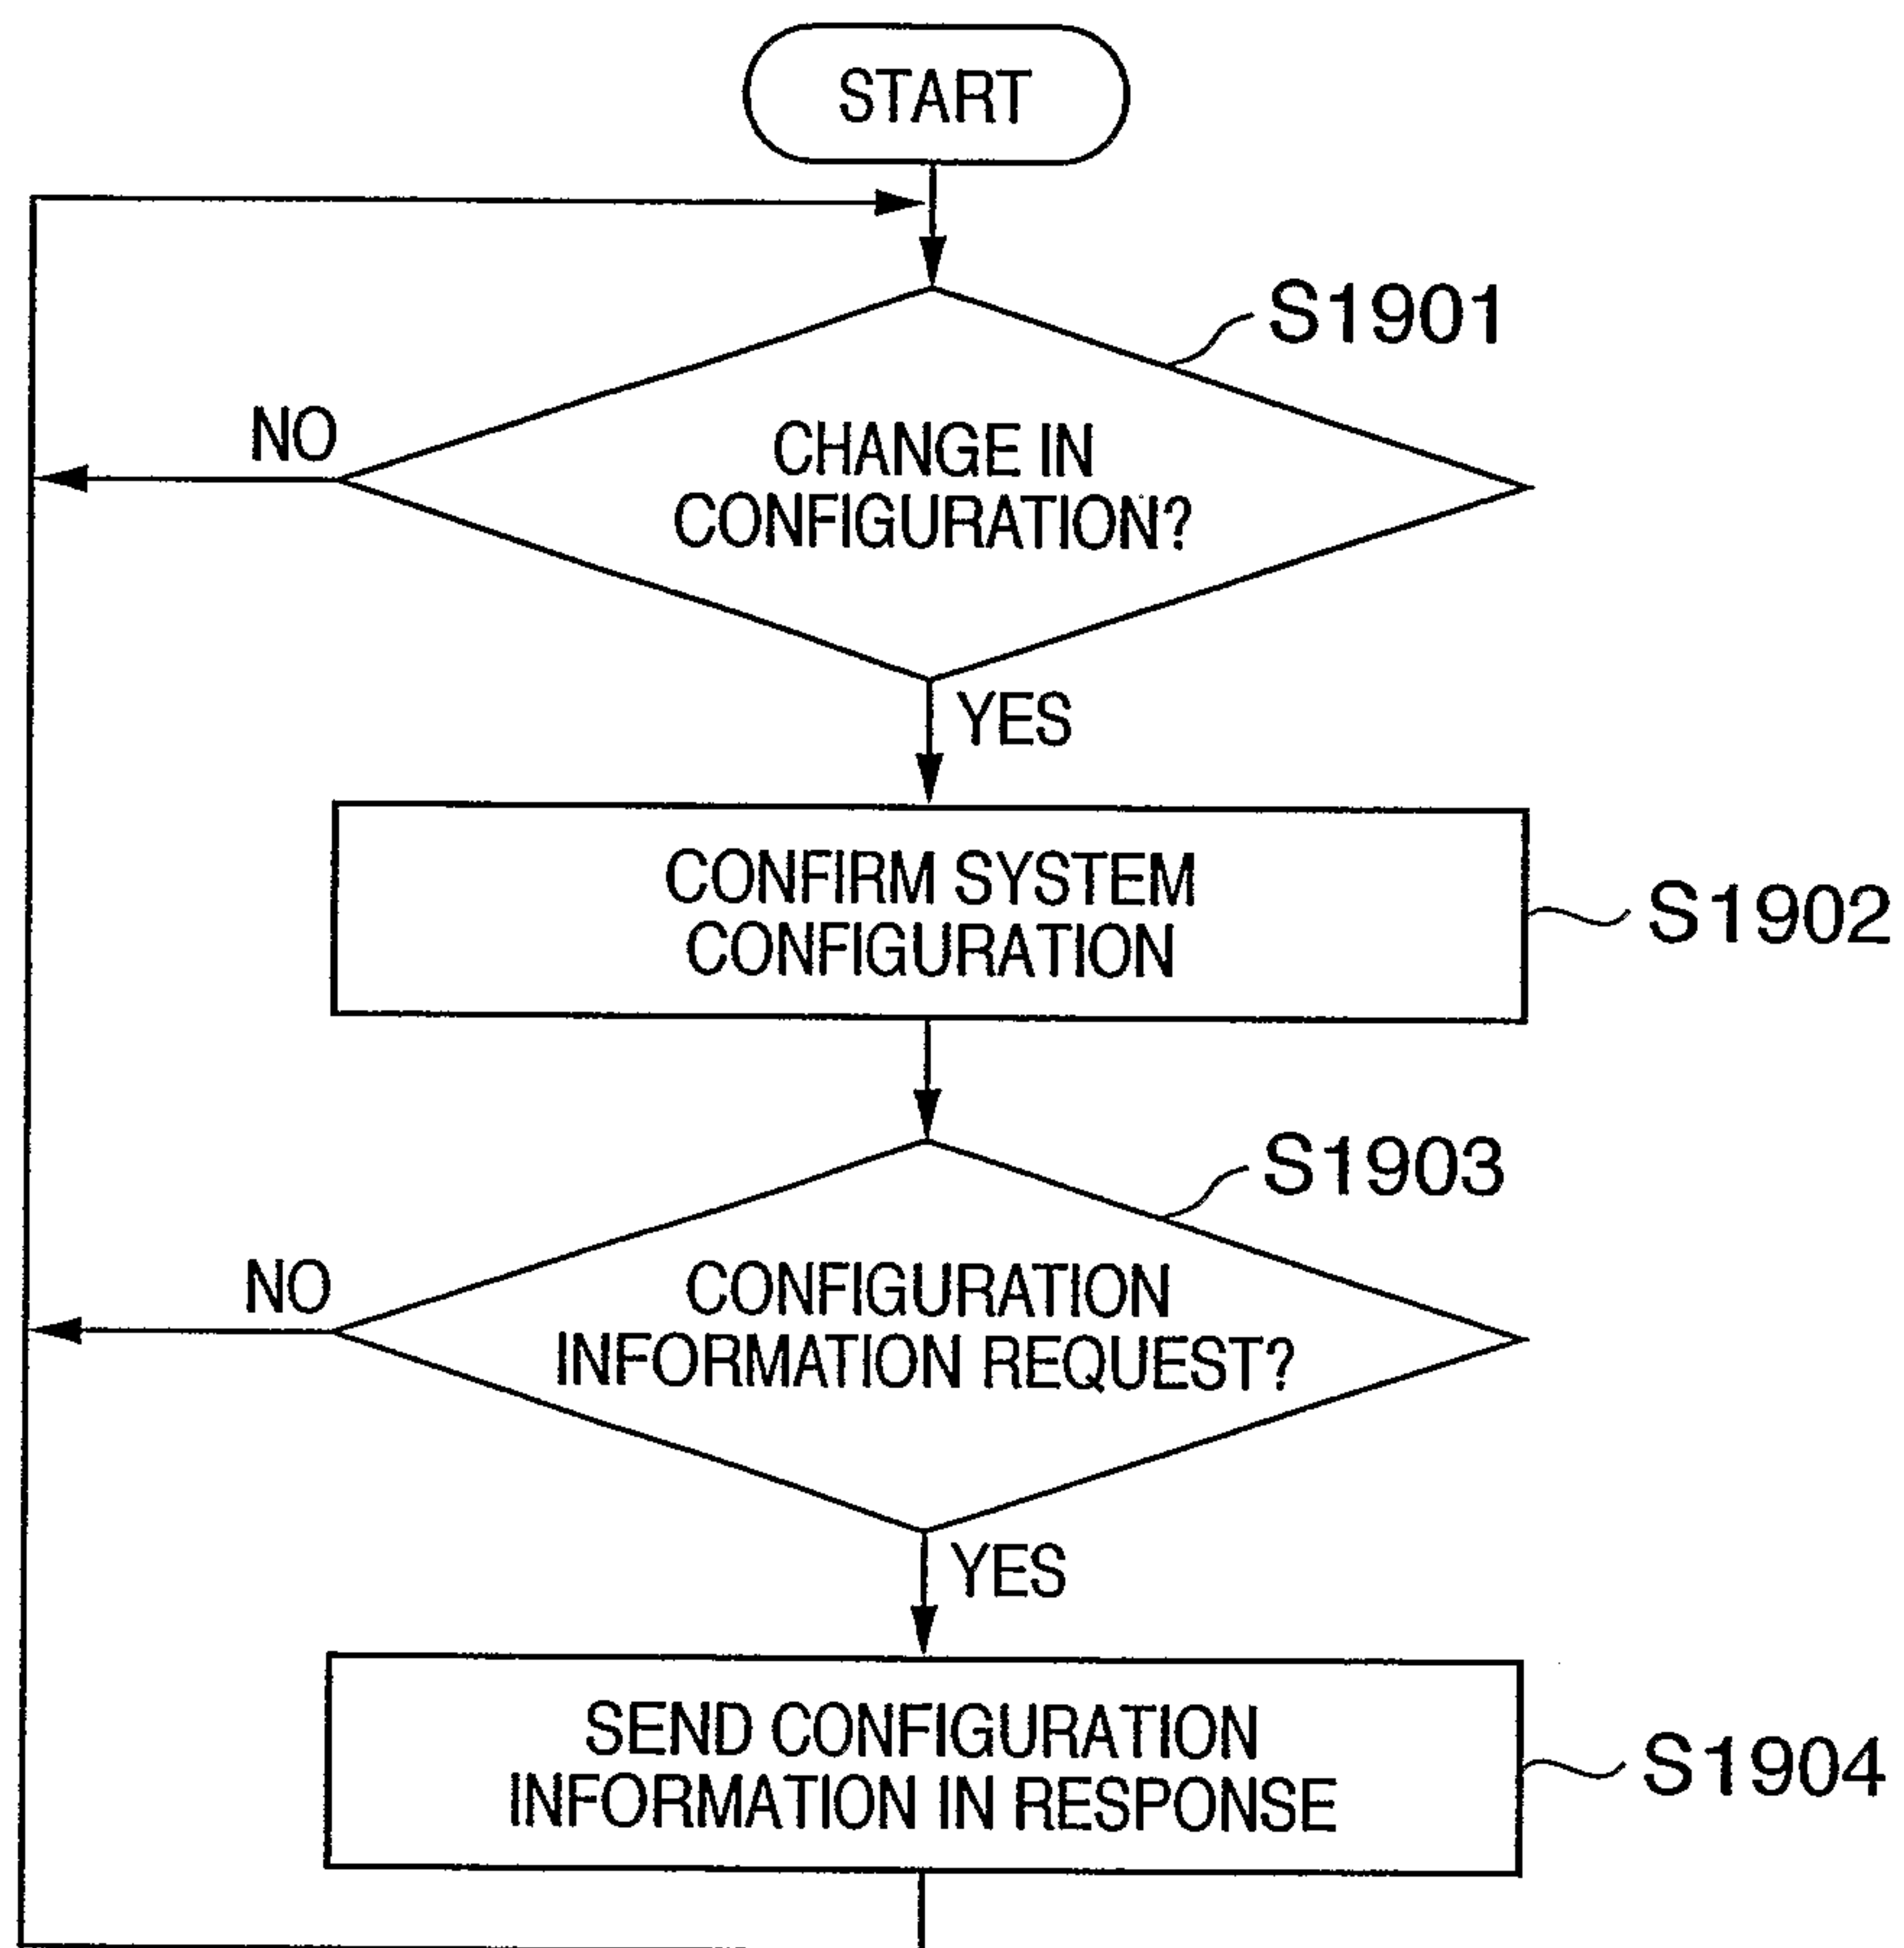 START
S1901
NO
CHANGE IN
CONFIGURATION?
YES
CONFIRM SYSTEM
CONFIGURATION
S1902
S1903
NO
CONFIGURATION
INFORMATION REQUEST?
YES
SEND CONFIGURATION
INFORMATION IN RESPONSE
S1904